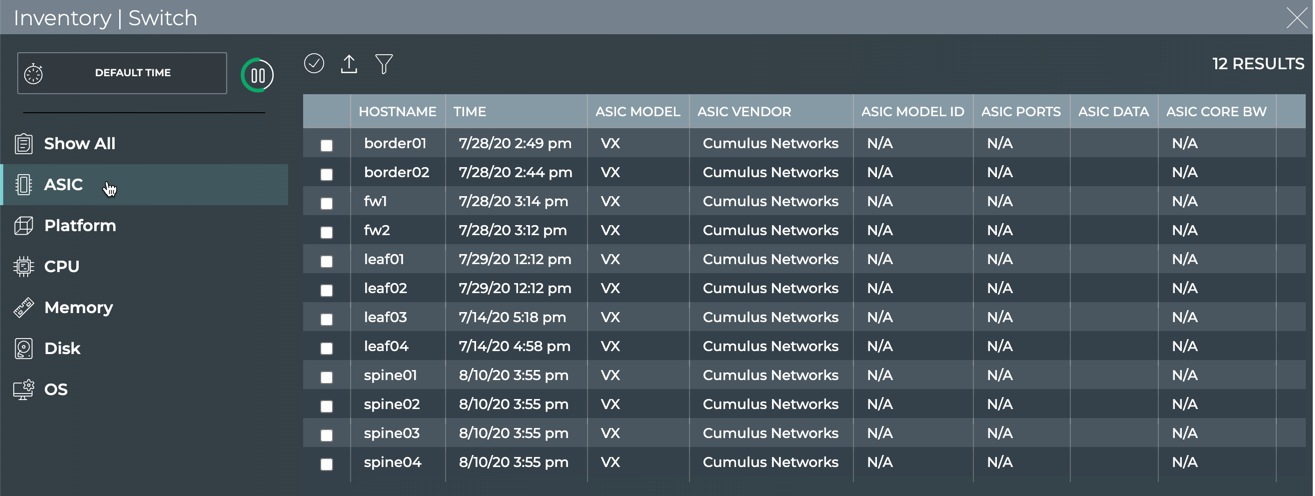 Inventory | Switch
DEFAULT TIME
12 RESULTS
Show All
ASIC
Platform
CPU
Memory
Disk
OS
HOSTNAME TIME ASIC MODEL ASIC VENDOR ASIC MODEL ID ASIC PORTS ASIC DATA ASIC CORE BW
border01 7/28/20 2:49 pm VX Cumulus Networks N/A N/A N/A
border02 7/28/20 2:44 pm VX Cumulus Networks N/A N/A N/A
fw1 7/28/20 3:14 pm VX Cumulus Networks N/A N/A N/A
fw2 7/28/20 3:12 pm VX Cumulus Networks N/A N/A N/A
leaf01 7/29/20 12:12 pm VX Cumulus Networks N/A N/A N/A
leaf02 7/29/20 12:12 pm VX Cumulus Networks N/A N/A N/A
leaf03 7/14/20 5:18 pm VX Cumulus Networks N/A N/A N/A
leaf04 7/14/20 4:58 pm VX Cumulus Networks N/A N/A N/A
spine01 8/10/20 3:55 pm VX Cumulus Networks N/A N/A N/A
spine02 8/10/20 3:55 pm VX Cumulus Networks N/A N/A N/A
spine03 8/10/20 3:55 pm VX Cumulus Networks N/A N/A N/A
spine04 8/10/20 3:55 pm VX Cumulus Networks N/A N/A N/A